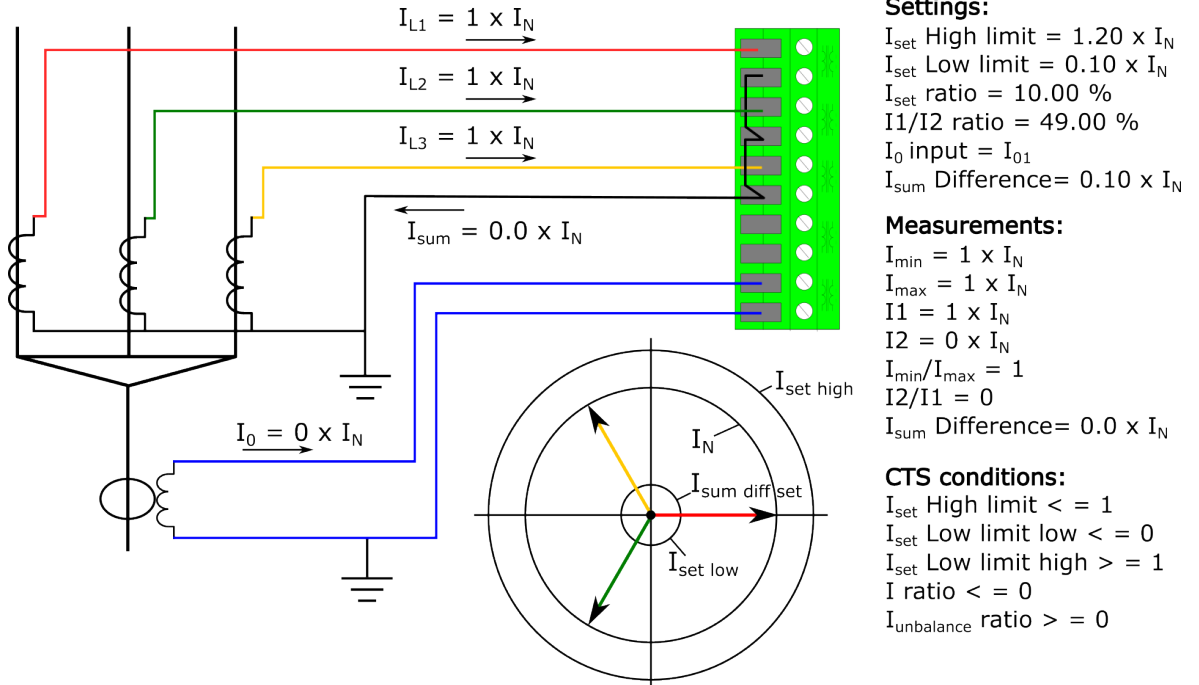 I_L1 = 1 x I_N
I_L2 = 1 x I_N
I_L3 = 1 x I_N
I_sum = 0.0 x I_N
I_0 = 0 x I_N
I_set high
I_N
I_sum diff set
I_set low
Settings:
I_set High limit = 1.20 x I_N
I_set Low limit = 0.10 x I_N
I_set ratio = 10.00 %
I1/I2 ratio = 49.00 %
I_0 input = I_01
I_sum Difference= 0.10 x I_N
Measurements:
I_min = 1 x I_N
I_max = 1 x I_N
I1 = 1 x I_N
I2 = 0 x I_N
I_min/I_max = 1
I2/I1 = 0
I_sum Difference= 0.0 x I_N
CTS conditions:
I_set High limit < = 1
I_set Low limit low < = 0
I_set Low limit high > = 1
I ratio < = 0
I_unbalance ratio > = 0